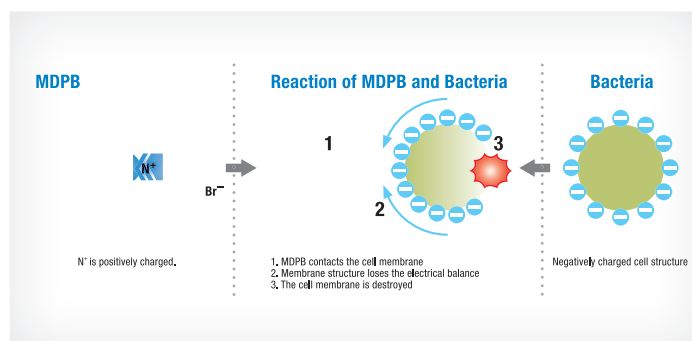 MDPB
Reaction of MDPB and Bacteria
Bacteria
1
3
N+
Br−
2
N+ is positively charged.
1. MDPB contacts the cell membrane
2. Membrane structure loses the electrical balance
3. The cell membrane is destroyed
Negatively charged cell structure